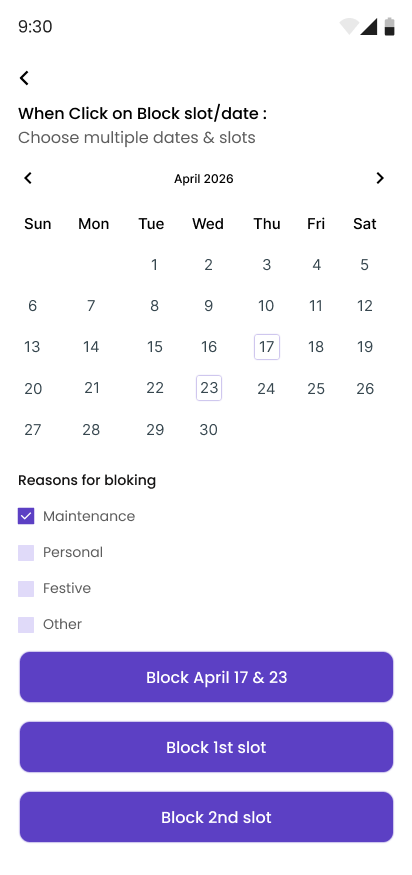 9:30
When Click on Block slot/date :
Choose multiple dates & slots
April 2026
Sun Mon Tue Wed Thu Fri Sat
1 2 3 4 5
6 7 8 9 10 11 12
13 14 15 16 17 18 19
20 21 22 23 24 25 26
27 28 29 30
Reasons for bloking
Maintenance
Personal
Festive
Other
Block April 17 & 23
Block 1st slot
Block 2nd slot